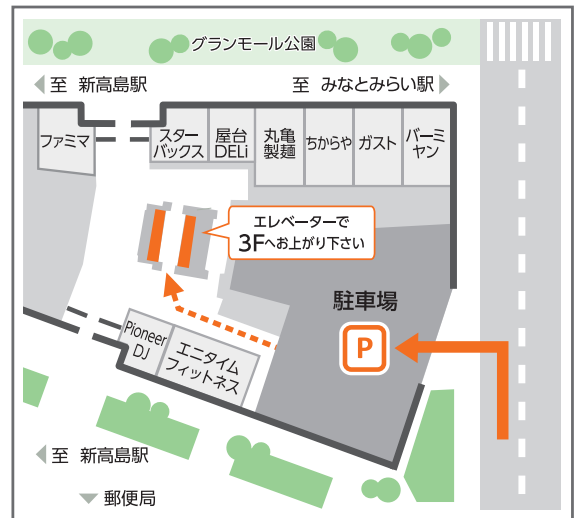 グランモール公園
至 新高島駅
至 みなとみらい駅
ファミマ
スター
バックス
屋台
DELi
丸亀
製麺
ちからや
ガスト
バーミ
ヤン
エレベーターで
3Fへお上がり下さい
駐車場
P
Pioneer
DJ
エニタイム
フィットネス
至 新高島駅
郵便局